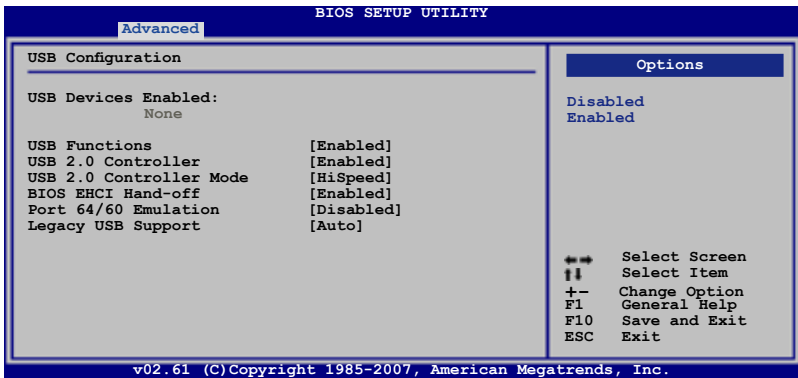 BIOS SETUP UTILITY
Advanced
USB Configuration
USB Devices Enabled:
None
USB Functions [Enabled]
USB 2.0 Controller [Enabled]
USB 2.0 Controller Mode [HiSpeed]
BIOS EHCI Hand-off [Enabled]
Port 64/60 Emulation [Disabled]
Legacy USB Support [Auto]
Options
Disabled
Enabled
←→ Select Screen
↑↓ Select Item
+- Change Option
F1 General Help
F10 Save and Exit
ESC Exit
v02.61 (C)Copyright 1985-2007, American Megatrends, Inc.